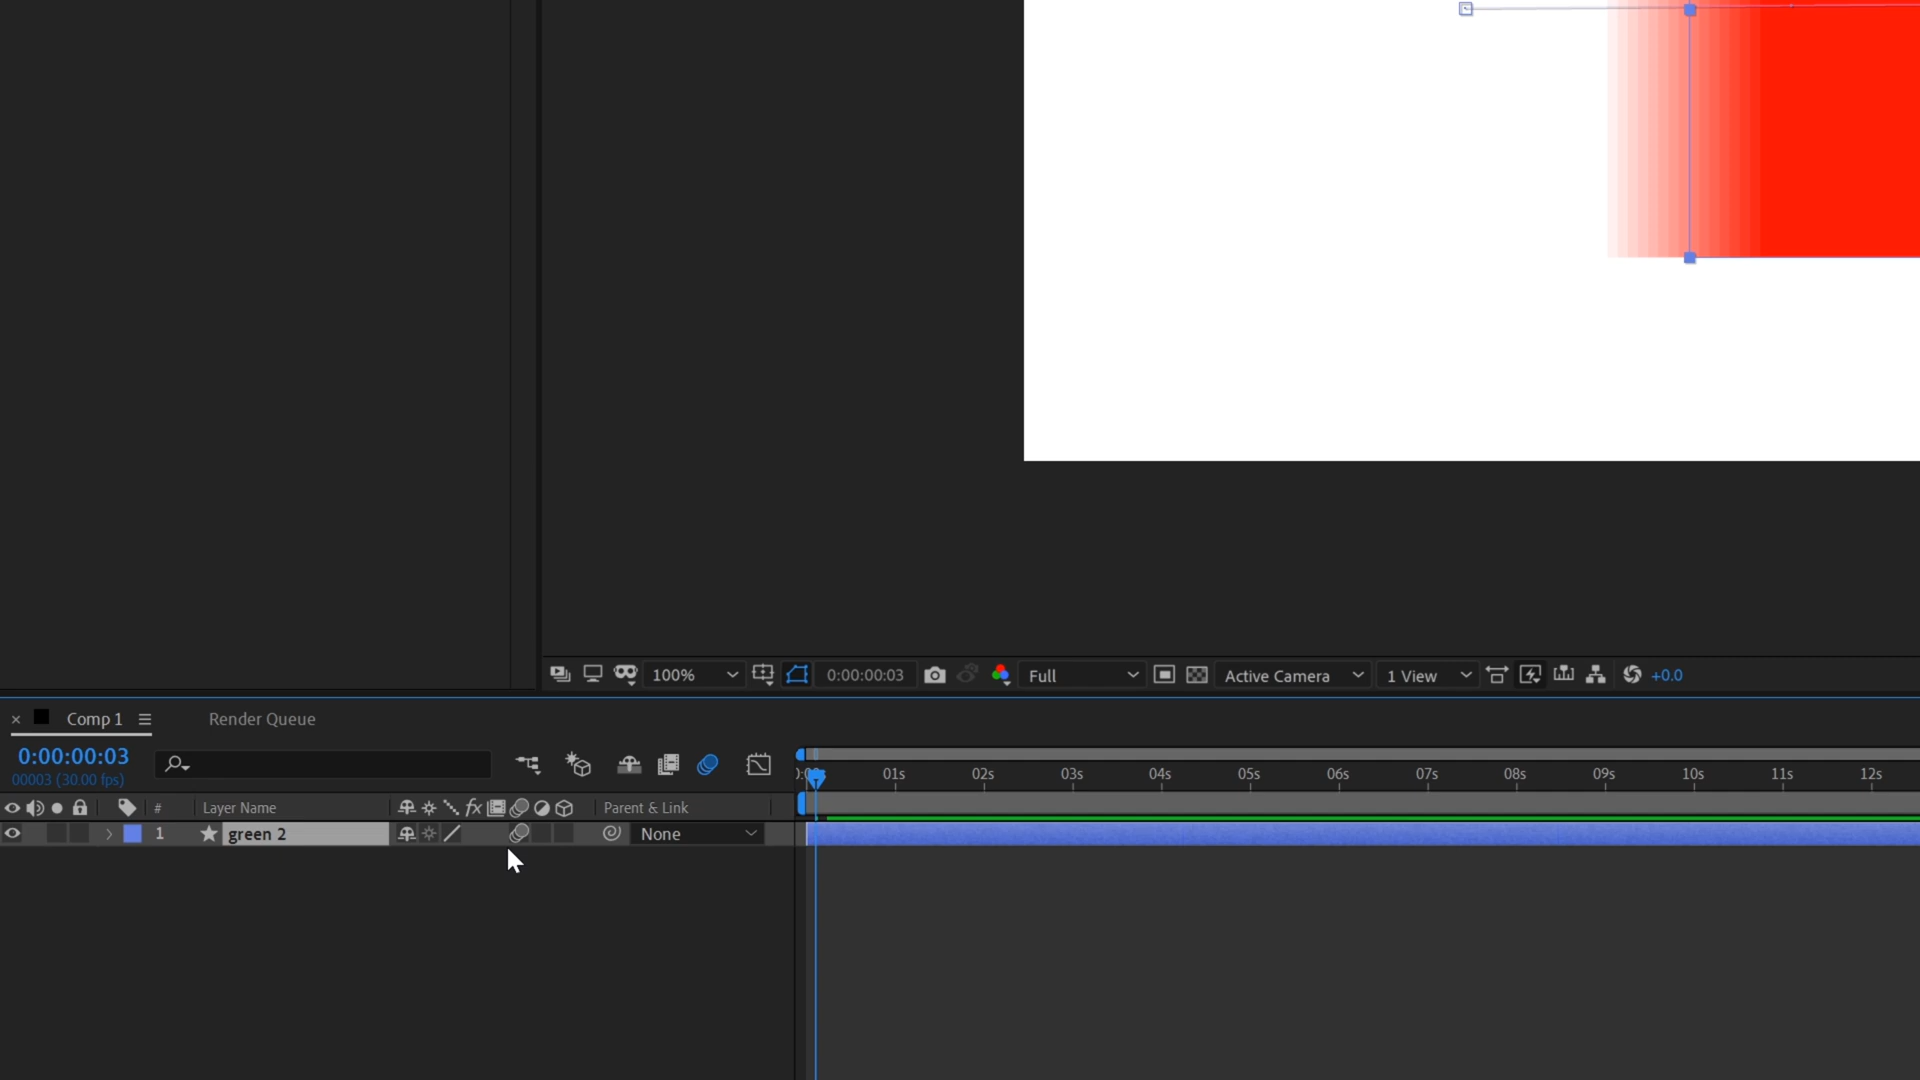 100% 0:00:00:03 Full Active Camera 1 View +0.0
× Comp 1 Render Queue
0:00:00:03
00003 (30.00 fps)
01s 02s 03s 04s 05s 06s 07s 08s 09s 10s 11s 12s
# Layer Name fx Parent & Link
1 green 2 None